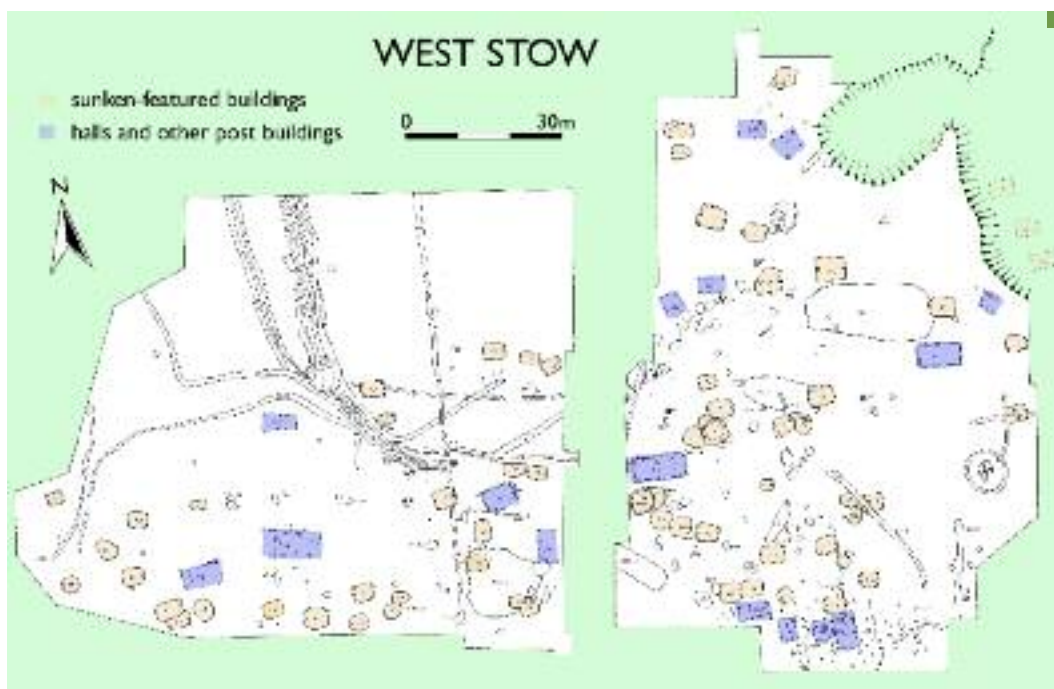 WEST STOW
sunken-featured buildings
halls and other post buildings
0 30m
N